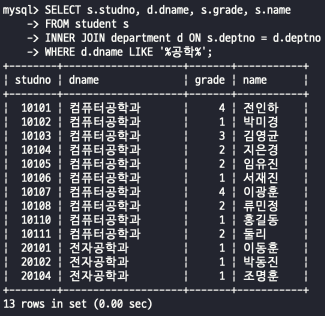 mysql> SELECT s.studno, d.dname, s.grade, s.name
    -> FROM student s
    -> INNER JOIN department d ON s.deptno = d.deptno
    -> WHERE d.dname LIKE '%공학%';
+--------+----------------+-------+-----------+
| studno | dname          | grade | name      |
+--------+----------------+-------+-----------+
| 10101 | 컴퓨터공학과 | 4 | 전인하 |
| 10102 | 컴퓨터공학과 | 1 | 박미경 |
| 10103 | 컴퓨터공학과 | 3 | 김영균 |
| 10104 | 컴퓨터공학과 | 2 | 지은경 |
| 10105 | 컴퓨터공학과 | 2 | 임유진 |
| 10106 | 컴퓨터공학과 | 1 | 서재진 |
| 10107 | 컴퓨터공학과 | 4 | 이광훈 |
| 10108 | 컴퓨터공학과 | 2 | 류민정 |
| 10110 | 컴퓨터공학과 | 1 | 홍길동 |
| 10111 | 컴퓨터공학과 | 2 | 둘리 |
| 20101 | 전자공학과 | 1 | 이동훈 |
| 20102 | 전자공학과 | 1 | 박동진 |
| 20104 | 전자공학과 | 1 | 조명훈 |
+--------+----------------+-------+-----------+
13 rows in set (0.00 sec)